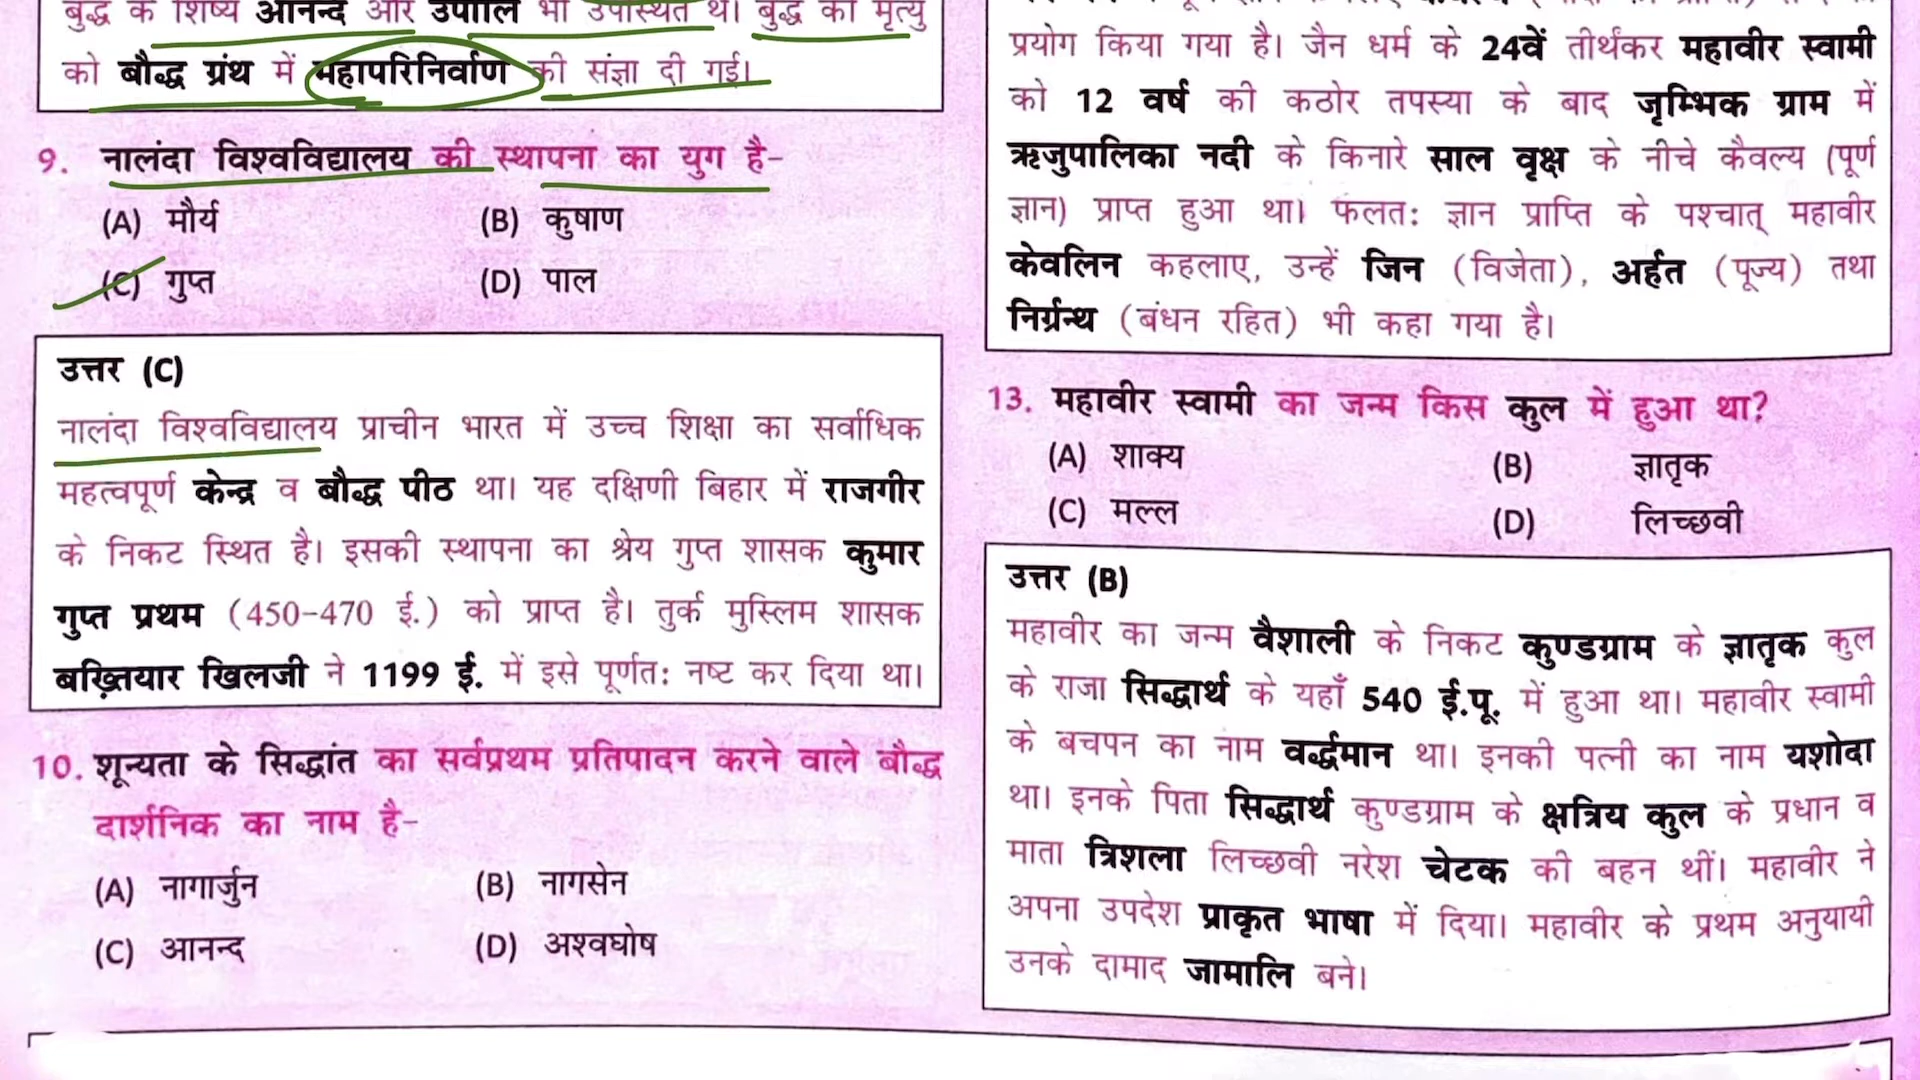 बुद्ध के शिष्य आनन्द और उपालि भी उपस्थित थे। बुद्ध की मृत्यु
को बौद्ध ग्रंथ में महापरिनिर्वाण की संज्ञा दी गई।
9. नालंदा विश्वविद्यालय की स्थापना का युग है-
(A) मौर्य (B) कुषाण
(C) गुप्त (D) पाल
उत्तर (C)
नालंदा विश्वविद्यालय प्राचीन भारत में उच्च शिक्षा का सर्वाधिक
महत्वपूर्ण केन्द्र व बौद्ध पीठ था। यह दक्षिणी बिहार में राजगीर
के निकट स्थित है। इसकी स्थापना का श्रेय गुप्त शासक कुमार
गुप्त प्रथम (450-470 ई.) को प्राप्त है। तुर्क मुस्लिम शासक
बख़्तियार खिलजी ने 1199 ई. में इसे पूर्णत: नष्ट कर दिया था।
10. शून्यता के सिद्धांत का सर्वप्रथम प्रतिपादन करने वाले बौद्ध
दार्शनिक का नाम है-
(A) नागार्जुन (B) नागसेन
(C) आनन्द (D) अश्वघोष
प्रयोग किया गया है। जैन धर्म के 24वें तीर्थंकर महावीर स्वामी
को 12 वर्ष की कठोर तपस्या के बाद जृम्भिक ग्राम में
ऋजुपालिका नदी के किनारे साल वृक्ष के नीचे कैवल्य (पूर्ण
ज्ञान) प्राप्त हुआ था। फलत: ज्ञान प्राप्ति के पश्चात् महावीर
केवलिन कहलाए, उन्हें जिन (विजेता), अर्हत (पूज्य) तथा
निर्ग्रन्थ (बंधन रहित) भी कहा गया है।
13. महावीर स्वामी का जन्म किस कुल में हुआ था?
(A) शाक्य (B) ज्ञातृक
(C) मल्ल (D) लिच्छवी
उत्तर (B)
महावीर का जन्म वैशाली के निकट कुण्डग्राम के ज्ञातृक कुल
के राजा सिद्धार्थ के यहाँ 540 ई.पू. में हुआ था। महावीर स्वामी
के बचपन का नाम वर्द्धमान था। इनकी पत्नी का नाम यशोदा
था। इनके पिता सिद्धार्थ कुण्डग्राम के क्षत्रिय कुल के प्रधान व
माता त्रिशला लिच्छवी नरेश चेटक की बहन थीं। महावीर ने
अपना उपदेश प्राकृत भाषा में दिया। महावीर के प्रथम अनुयायी
उनके दामाद जामालि बने।